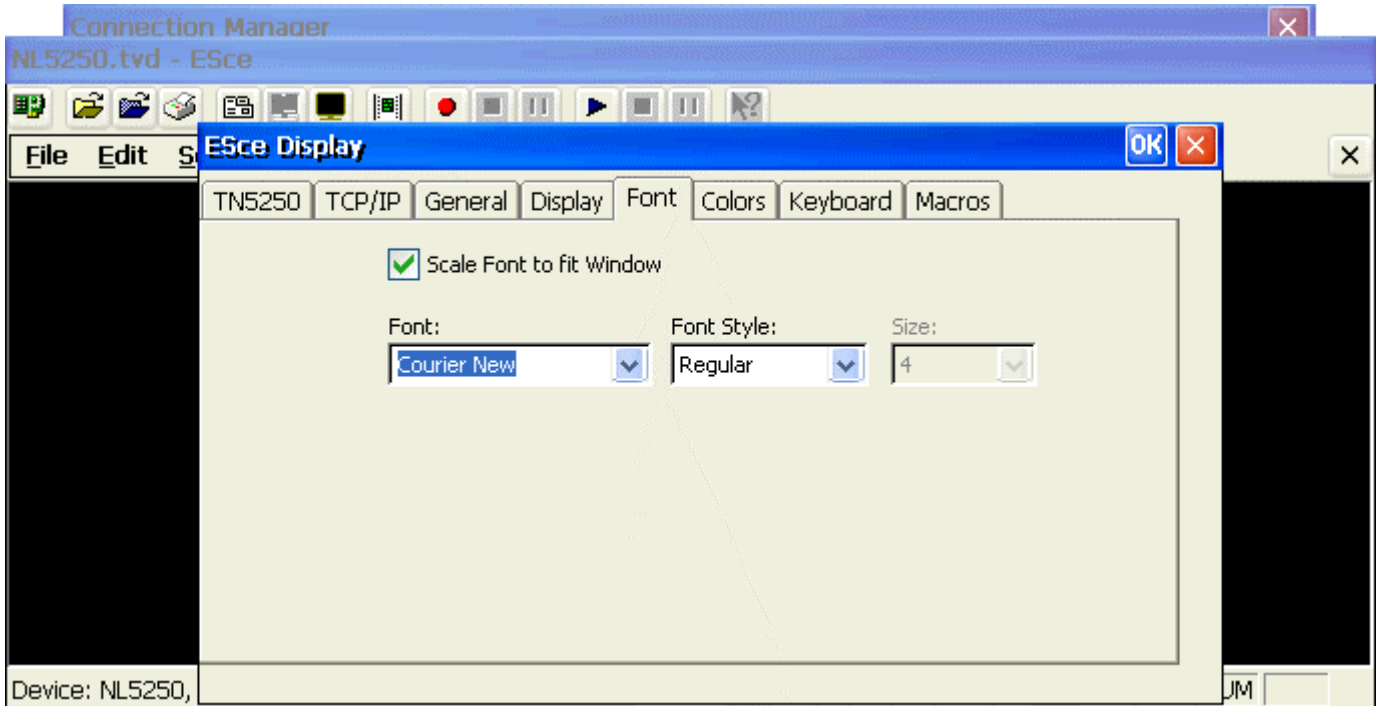 Connection Manager
NL5250.tvd - ESce
File Edit
ESce Display OK
TN5250 TCP/IP General Display Font Colors Keyboard Macros
Scale Font to fit Window
Font: Font Style: Size:
Courier New Regular 4
Device: NL5250,